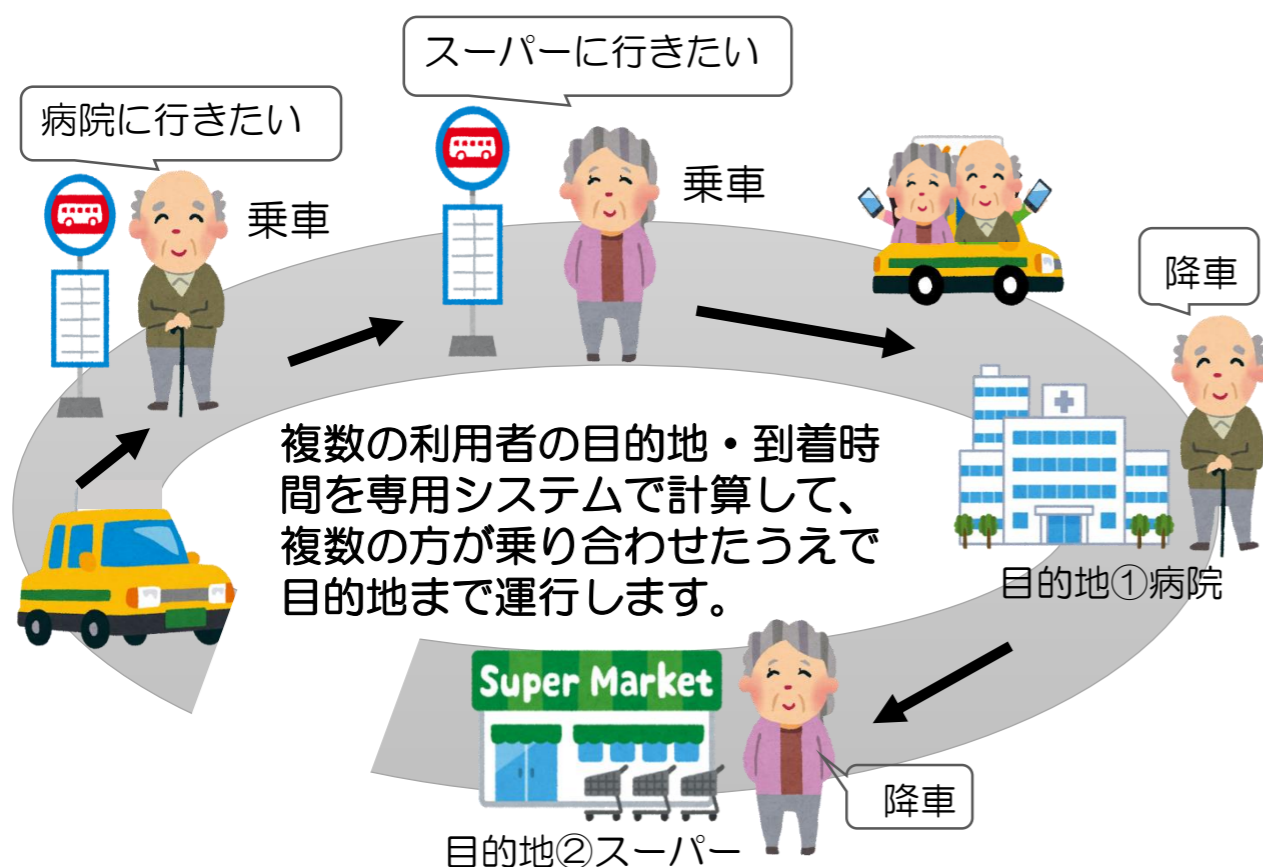 スーパーに行きたい
病院に行きたい
乗車
乗車
降車
複数の利用者の目的地・到着時
間を専用システムで計算して、
複数の方が乗り合わせたうえで
目的地まで運行します。
目的地①病院
Super Market
降車
目的地②スーパー